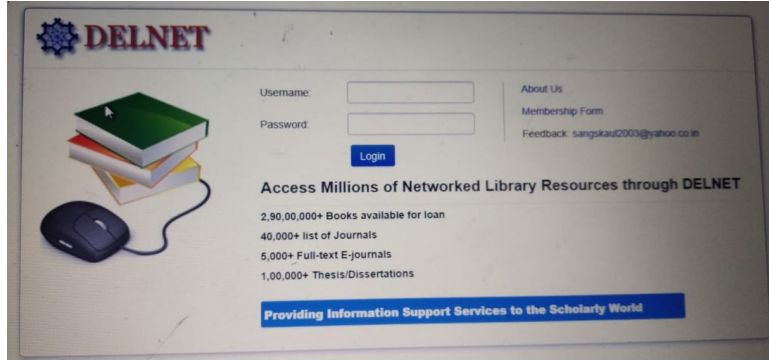 DELNET
Username:
Password:
Login
About Us
Membership Form
Feedback: sangskaul2003@yahoo.co.in
Access Millions of Networked Library Resources through DELNET
2,90,00,000+ Books available for loan
40,000+ list of Journals
5,000+ Full-text E-journals
1,00,000+ Thesis/Dissertations
Providing Information Support Services to the Scholarly World